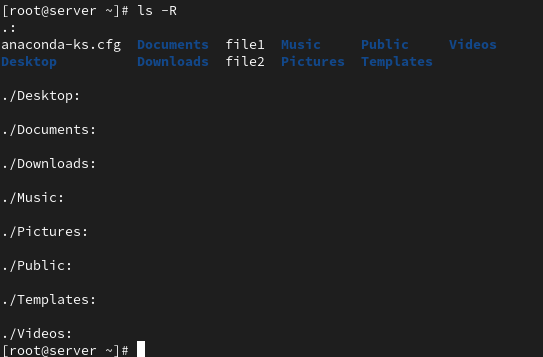 [root@server ~]# ls -R
.:
anaconda-ks.cfg  Documents  file1  Music     Public     Videos
Desktop          Downloads  file2  Pictures  Templates

./Desktop:

./Documents:

./Downloads:

./Music:

./Pictures:

./Public:

./Templates:

./Videos:
[root@server ~]#